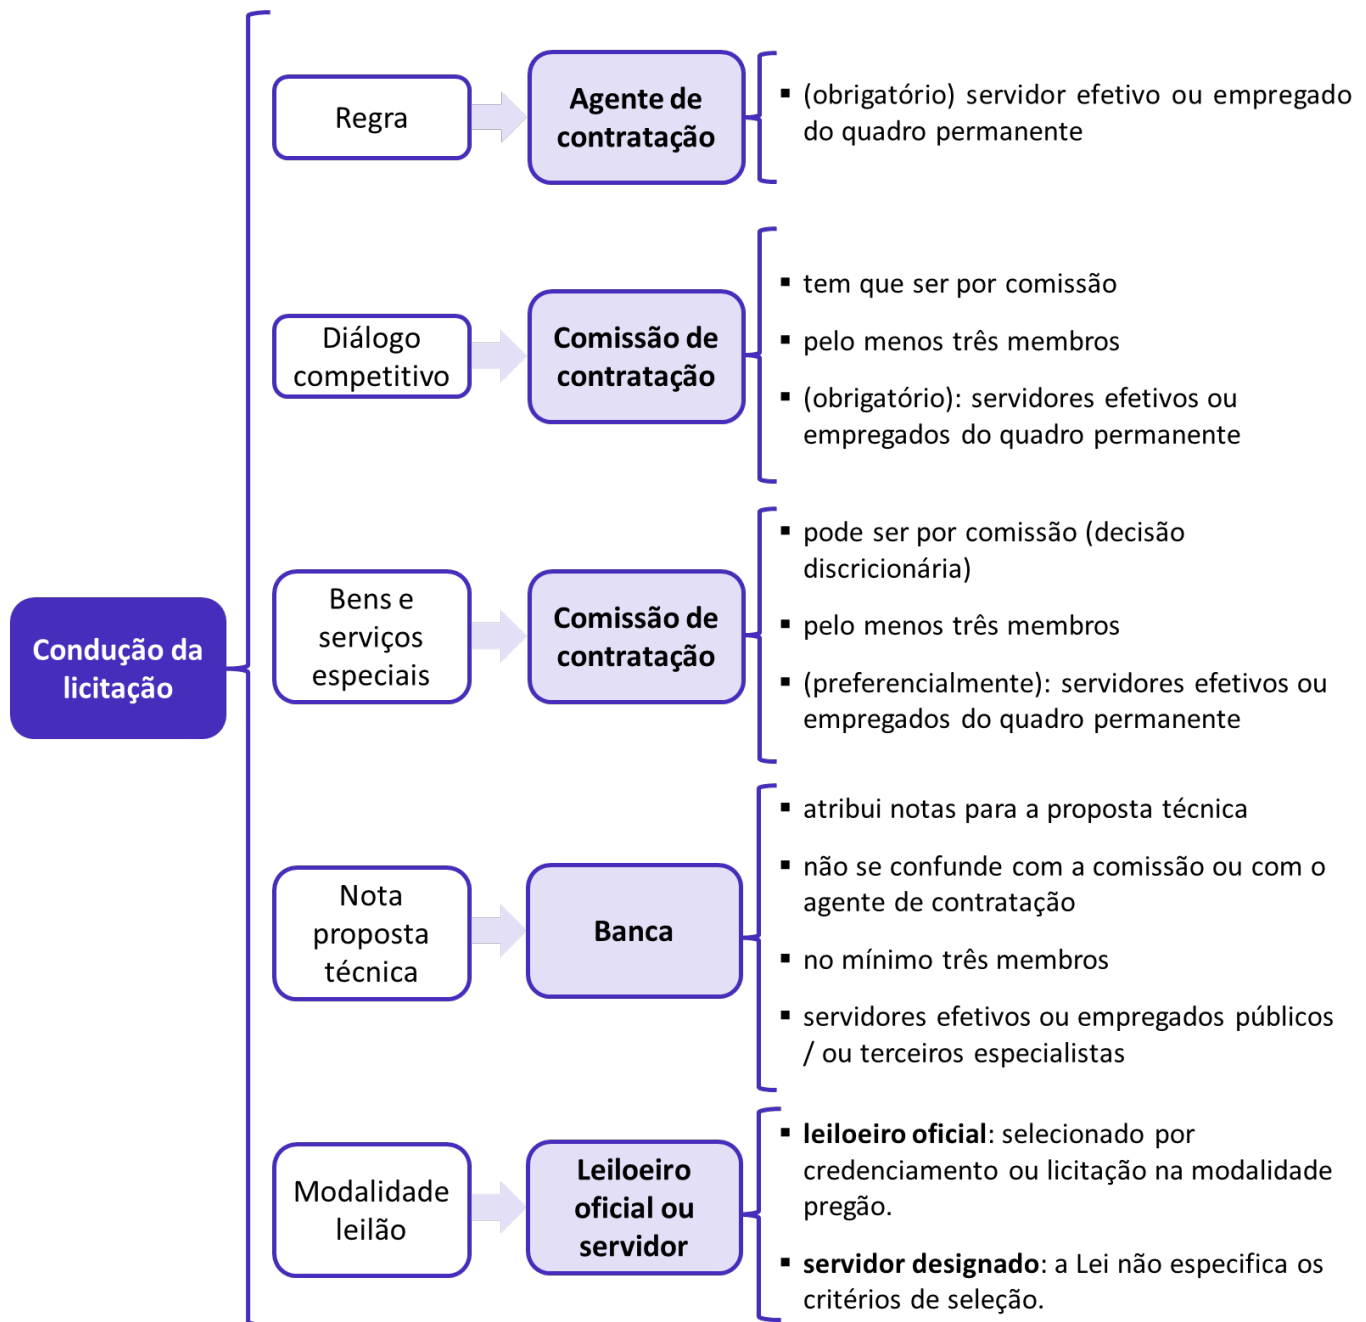 Condução da
licitação
Regra
Agente de
contratação
▪ (obrigatório) servidor efetivo ou empregado
do quadro permanente
Diálogo
competitivo
Comissão de
contratação
▪ tem que ser por comissão
▪ pelo menos três membros
▪ (obrigatório): servidores efetivos ou
empregados do quadro permanente
Bens e
serviços
especiais
Comissão de
contratação
▪ pode ser por comissão (decisão
discricionária)
▪ pelo menos três membros
▪ (preferencialmente): servidores efetivos ou
empregados do quadro permanente
Nota
proposta
técnica
Banca
▪ atribui notas para a proposta técnica
▪ não se confunde com a comissão ou com o
agente de contratação
▪ no mínimo três membros
▪ servidores efetivos ou empregados públicos
/ ou terceiros especialistas
Modalidade
leilão
Leiloeiro
oficial ou
servidor
▪ leiloeiro oficial: selecionado por
credenciamento ou licitação na modalidade
pregão.
▪ servidor designado: a Lei não especifica os
critérios de seleção.